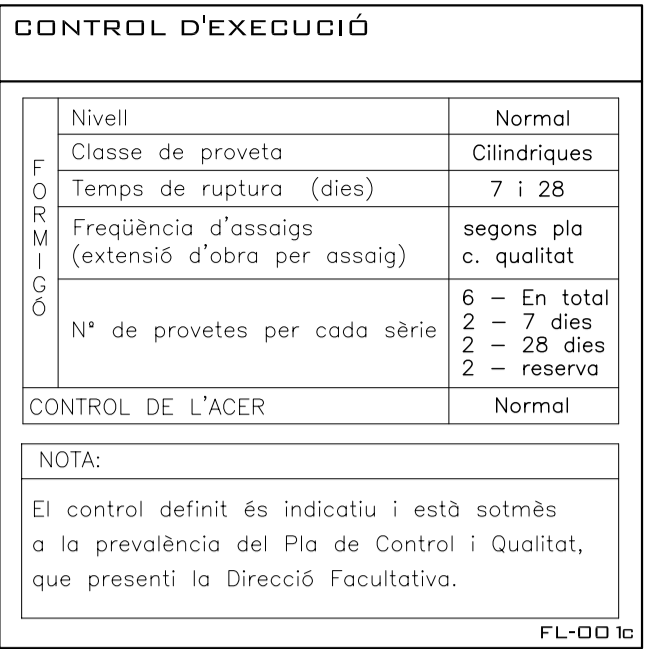 CONTROL D'EXECUCIÓ
FORMIGÓ
Nivell Normal
Classe de proveta Cilindriques
Temps de ruptura (dies) 7 i 28
Freqüència d'assaigs segons pla
(extensió d'obra per assaig) c. qualitat
Nº de provetes per cada sèrie
6 – En total
2 – 7 dies
2 – 28 dies
2 – reserva
CONTROL DE L'ACER Normal
NOTA:
El control definit és indicatiu i està sotmès
a la prevalència del Pla de Control i Qualitat,
que presenti la Direcció Facultativa.
FL-001c